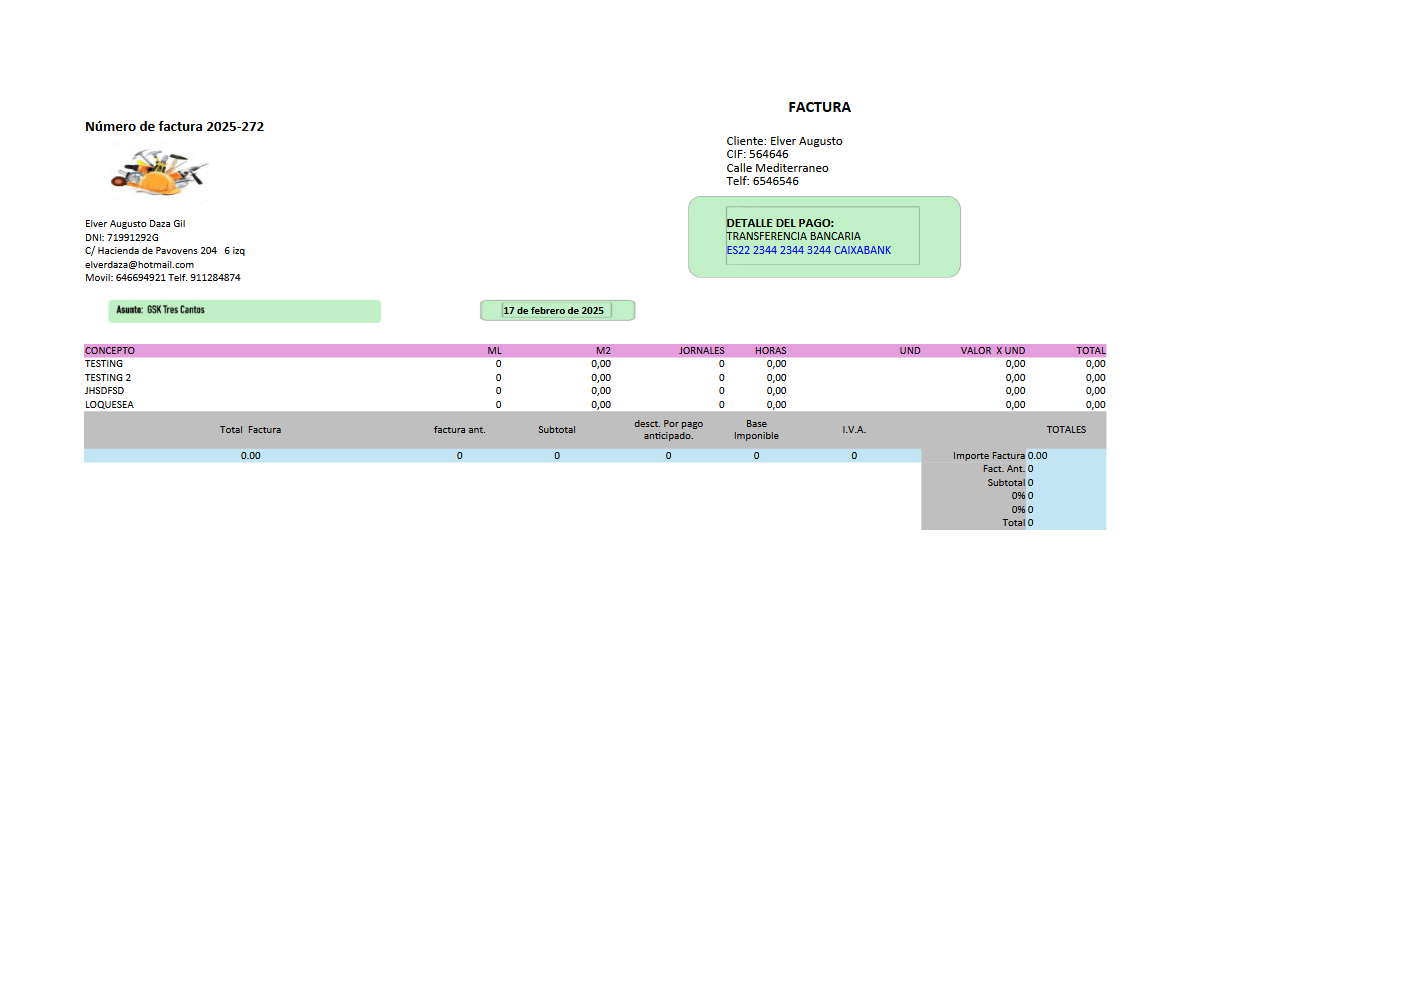 FACTURA
Número de factura 2025-272
Cliente: Elver Augusto
CIF: 564646
Calle Mediterraneo
Telf: 6546546
DETALLE DEL PAGO:
TRANSFERENCIA BANCARIA
ES22 2344 2344 3244 CAIXABANK
Elver Augusto Daza Gil
DNI: 71991292G
C/ Hacienda de Pavovens 204 6 izq
elverdaza@hotmail.com
Movil: 646694921 Telf. 911284874
Asunto: GSK Tres Cantos
17 de febrero de 2025
CONCEPTO ML M2 JORNALES HORAS UND VALOR X UND TOTAL
TESTING 0 0,00 0 0,00 0,00 0,00
TESTING 2 0 0,00 0 0,00 0,00 0,00
JHSDFSD 0 0,00 0 0,00 0,00 0,00
LOQUESEA 0 0,00 0 0,00 0,00 0,00
Total Factura factura ant. Subtotal desct. Por pago anticipado. Base Imponible I.V.A. TOTALES
0.00 0 0 0 0 0 Importe Factura 0.00
Fact. Ant. 0
Subtotal 0
0% 0
0% 0
Total 0